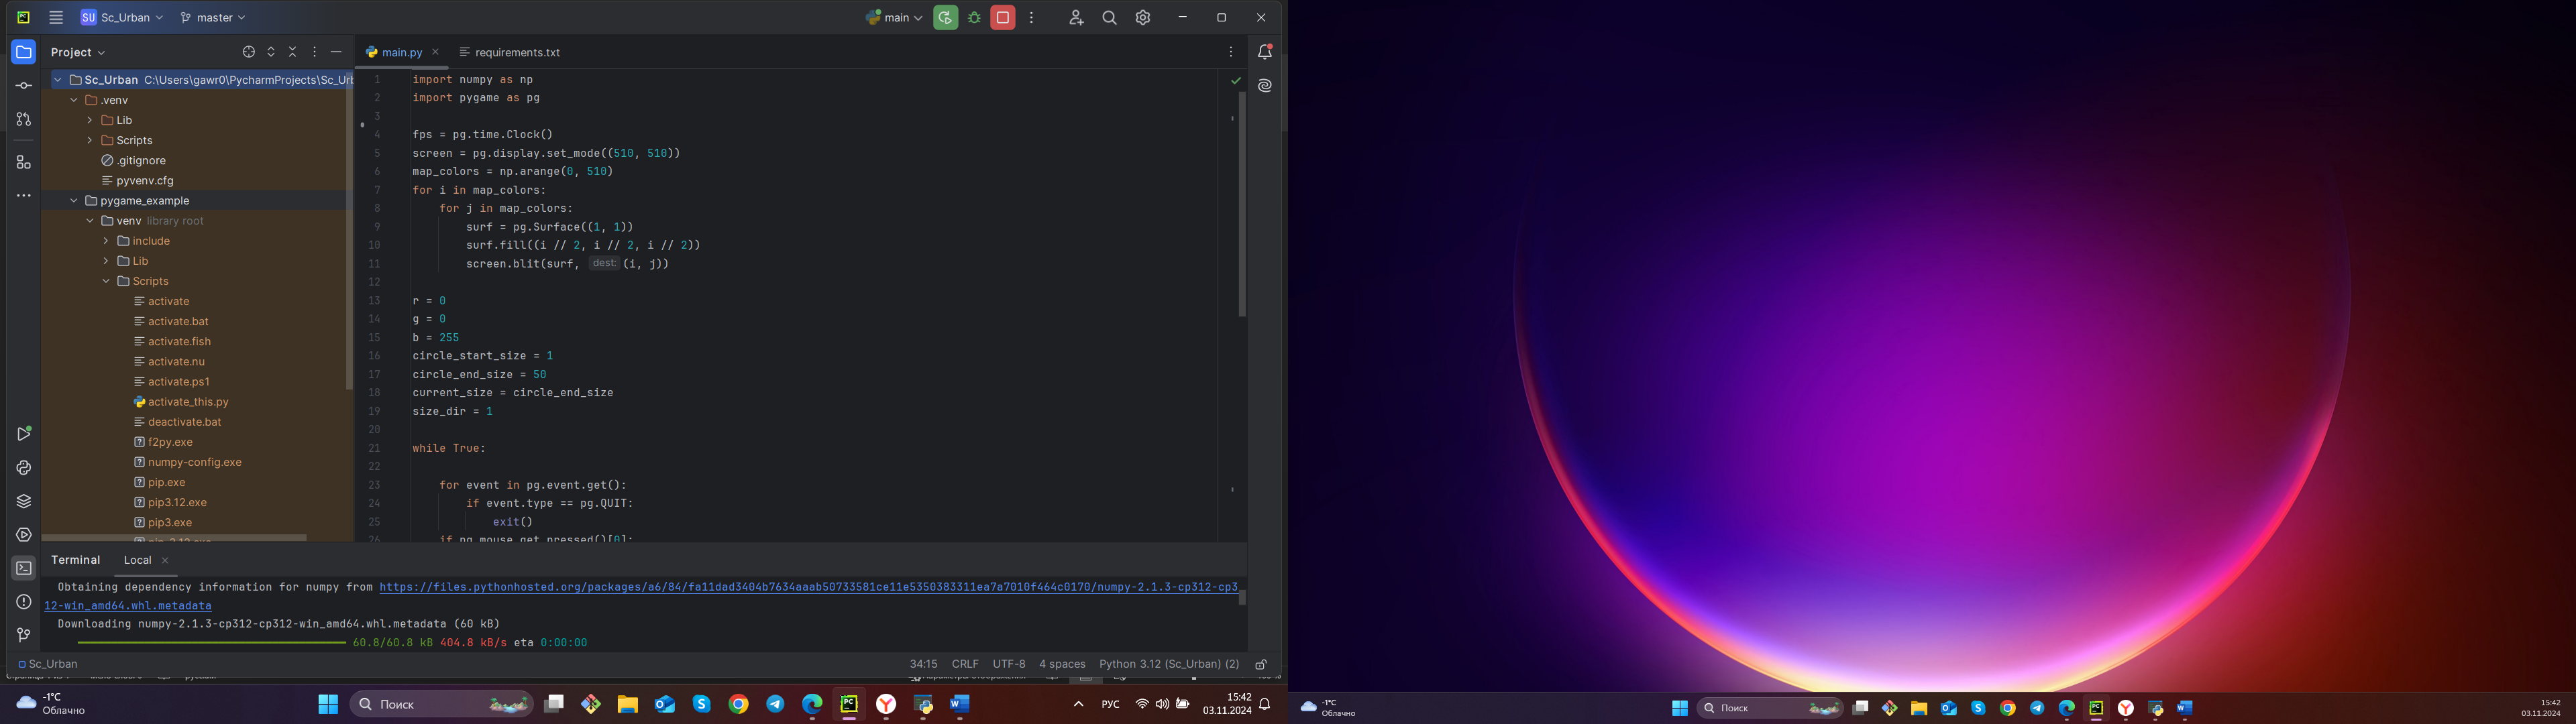 SU Sc_Urban master main
Project main.py requirements.txt
Sc_Urban C:\Users\gawr0\PycharmProjects\Sc_Urb
.venv
Lib
Scripts
.gitignore
pyvenv.cfg
pygame_example
venv library root
include
Lib
Scripts
activate
activate.bat
activate.fish
activate.nu
activate.ps1
activate_this.py
deactivate.bat
f2py.exe
numpy-config.exe
pip.exe
pip3.12.exe
pip3.exe
1 import numpy as np
2 import pygame as pg
3
4 fps = pg.time.Clock()
5 screen = pg.display.set_mode((510, 510))
6 map_colors = np.arange(0, 510)
7 for i in map_colors:
8 for j in map_colors:
9 surf = pg.Surface((1, 1))
10 surf.fill((i // 2, i // 2, i // 2))
11 screen.blit(surf, dest: (i, j))
12
13 r = 0
14 g = 0
15 b = 255
16 circle_start_size = 1
17 circle_end_size = 50
18 current_size = circle_end_size
19 size_dir = 1
20
21 while True:
22
23 for event in pg.event.get():
24 if event.type == pg.QUIT:
25 exit()
26 if pg.mouse.get_pressed()[0]:
Terminal Local
Obtaining dependency information for numpy from https://files.pythonhosted.org/packages/a6/84/fa11dad3404b7634aaab50733581ce11e5350383311ea7a7010f464c0170/numpy-2.1.3-cp312-cp3
12-win_amd64.whl.metadata
Downloading numpy-2.1.3-cp312-cp312-win_amd64.whl.metadata (60 kB)
60.8/60.8 kB 404.8 kB/s eta 0:00:00
Sc_Urban 34:15 CRLF UTF-8 4 spaces Python 3.12 (Sc_Urban) (2)
-1°C
Облачно
Поиск
РУС
15:42
03.11.2024
-1°C
Облачно
Поиск
15:42
03.11.2024